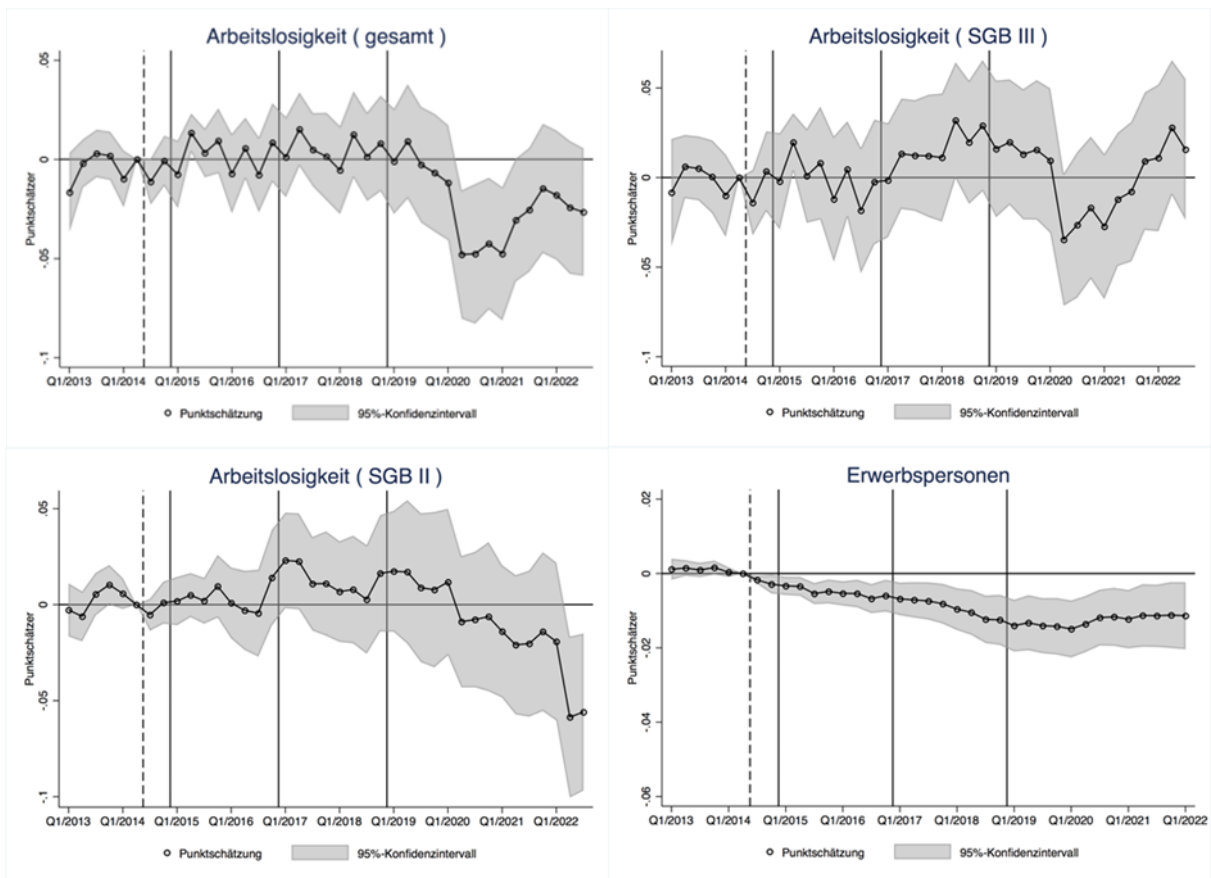 Arbeitslosigkeit ( gesamt )
.05
0
-.05
-.1
Punktschätzer
Q1/2013 Q1/2014 Q1/2015 Q1/2016 Q1/2017 Q1/2018 Q1/2019 Q1/2020 Q1/2021 Q1/2022
Punktschätzung 95%-Konfidenzintervall
Arbeitslosigkeit ( SGB III )
.05
0
-.05
-.1
Punktschätzer
Q1/2013 Q1/2014 Q1/2015 Q1/2016 Q1/2017 Q1/2018 Q1/2019 Q1/2020 Q1/2021 Q1/2022
Punktschätzung 95%-Konfidenzintervall
Arbeitslosigkeit ( SGB II )
.05
0
-.05
-.1
Punktschätzer
Q1/2013 Q1/2014 Q1/2015 Q1/2016 Q1/2017 Q1/2018 Q1/2019 Q1/2020 Q1/2021 Q1/2022
Punktschätzung 95%-Konfidenzintervall
Erwerbspersonen
.02
0
-.02
-.04
-.06
Punktschätzer
Q1/2013 Q1/2014 Q1/2015 Q1/2016 Q1/2017 Q1/2018 Q1/2019 Q1/2020 Q1/2021 Q1/2022
Punktschätzung 95%-Konfidenzintervall